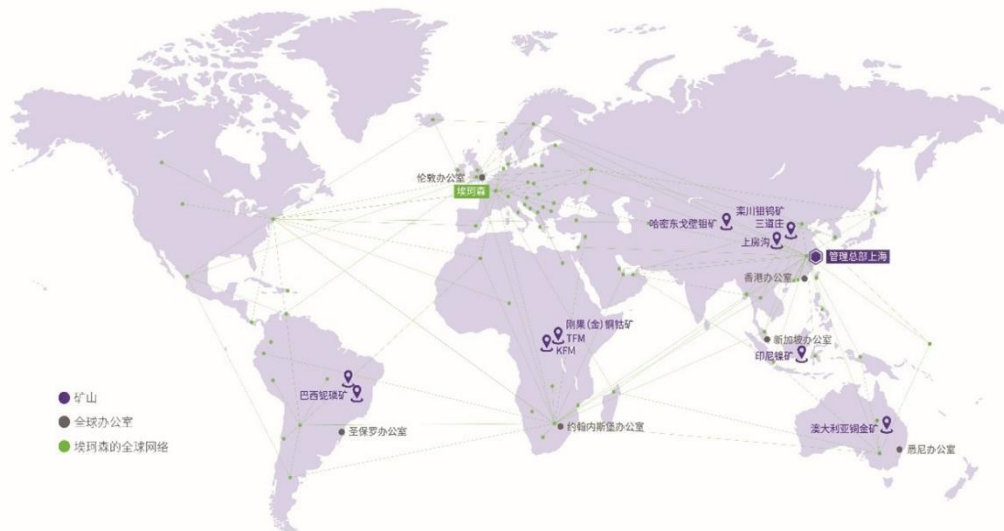 伦敦办公室
埃珂森
哈密东戈壁钼矿
栾川钼钨矿
三道庄
上房沟
管理总部上海
香港办公室
刚果（金）铜钴矿
TFM
KFM
新加坡办公室
印尼镍矿
巴西铌磷矿
矿山
全球办公室
埃珂森的全球网络
圣保罗办公室
约翰内斯堡办公室
澳大利亚铜金矿
悉尼办公室